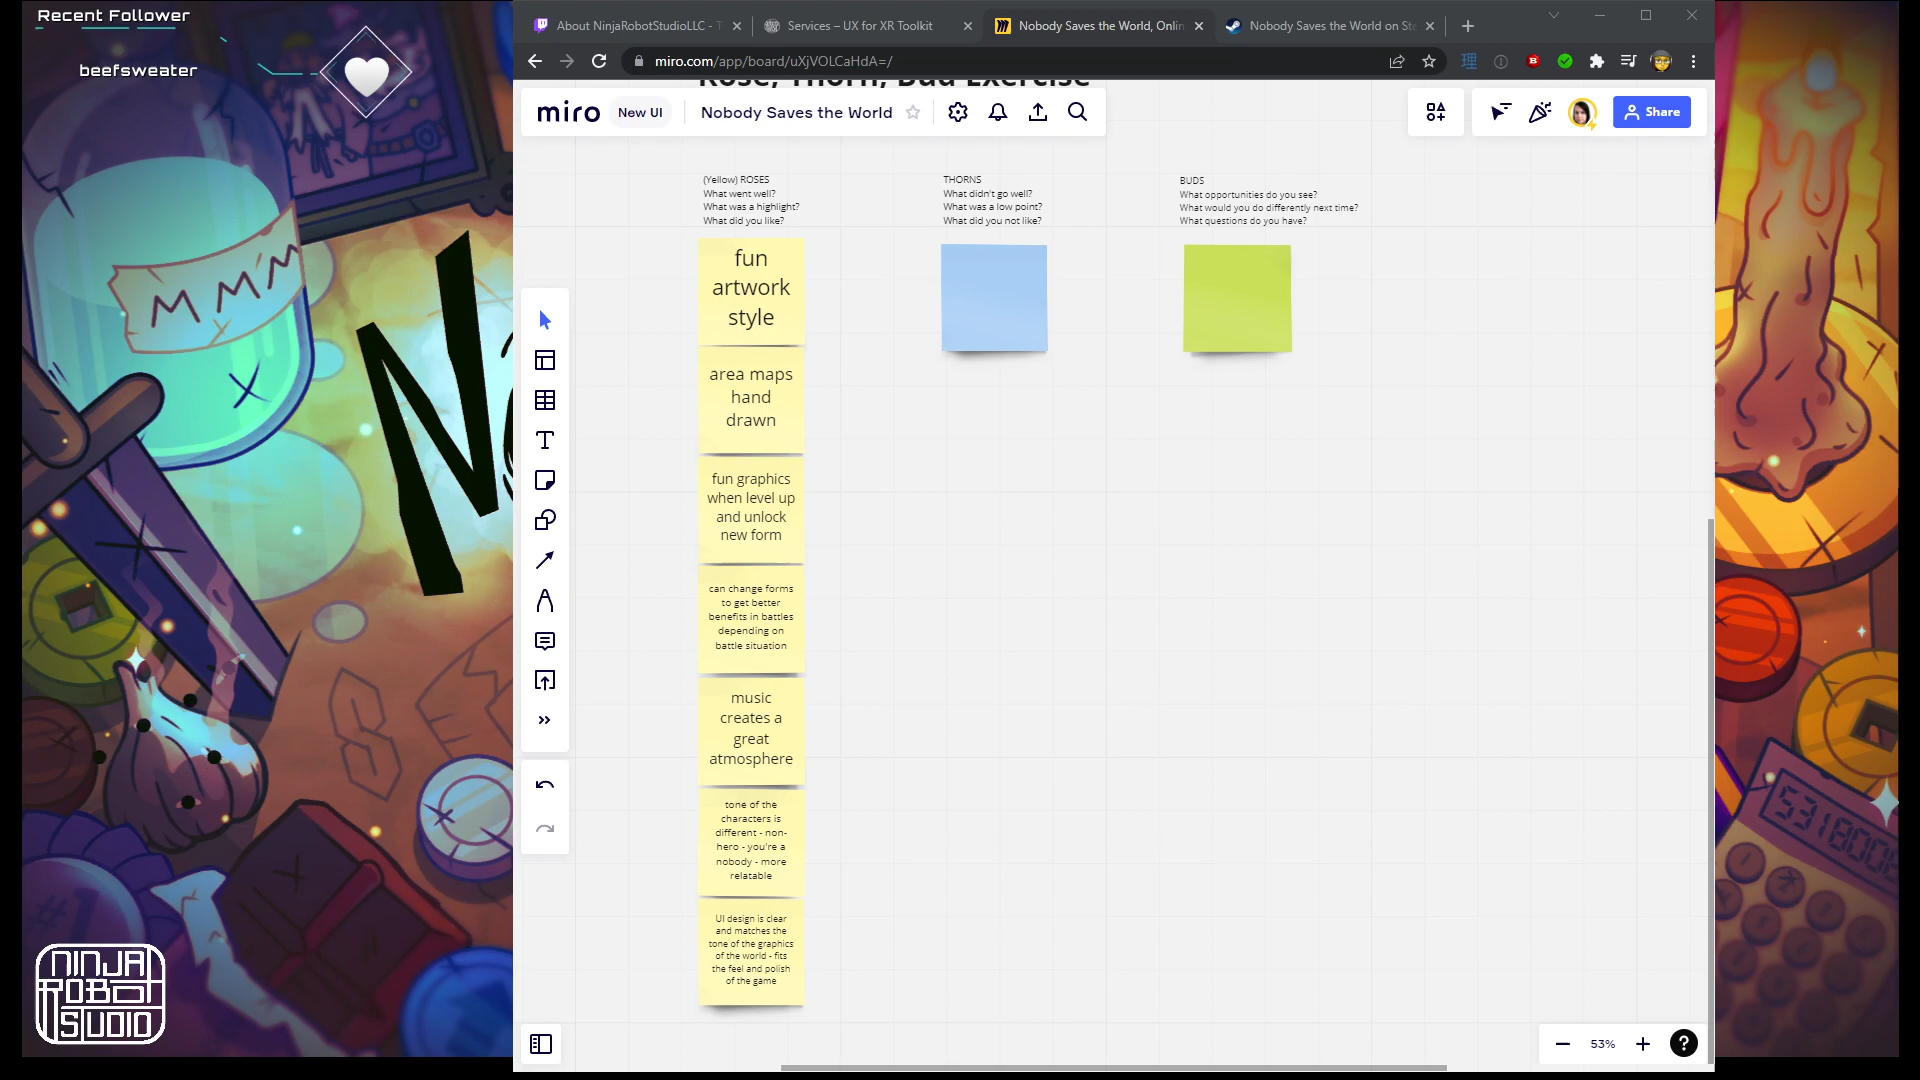 Recent Follower
beefsweater
MMM
#1
NINJA
ROBOT
STUDIO
About NinjaRobotStudioLLC - T
Services – UX for XR Toolkit
Nobody Saves the World, Onlin
Nobody Saves the World on Ste
miro.com/app/board/uXjVOLCaHdA=/
Rose, Thorn, Bud Exercise
miro
New UI
Nobody Saves the World
Share
(Yellow) ROSES
What went well?
What was a highlight?
What did you like?
THORNS
What didn't go well?
What was a low point?
What did you not like?
BUDS
What opportunities do you see?
What would you do differently next time?
What questions do you have?
fun
artwork
style
area maps
hand
drawn
fun graphics
when level up
and unlock
new form
can change forms
to get better
benefits in battles
depending on
battle situation
music
creates a
great
atmosphere
tone of the
characters is
different - non-
hero - you're a
nobody - more
relatable
UI design is clear
and matches the
tone of the graphics
of the world - fits
the feel and polish
of the game
53%